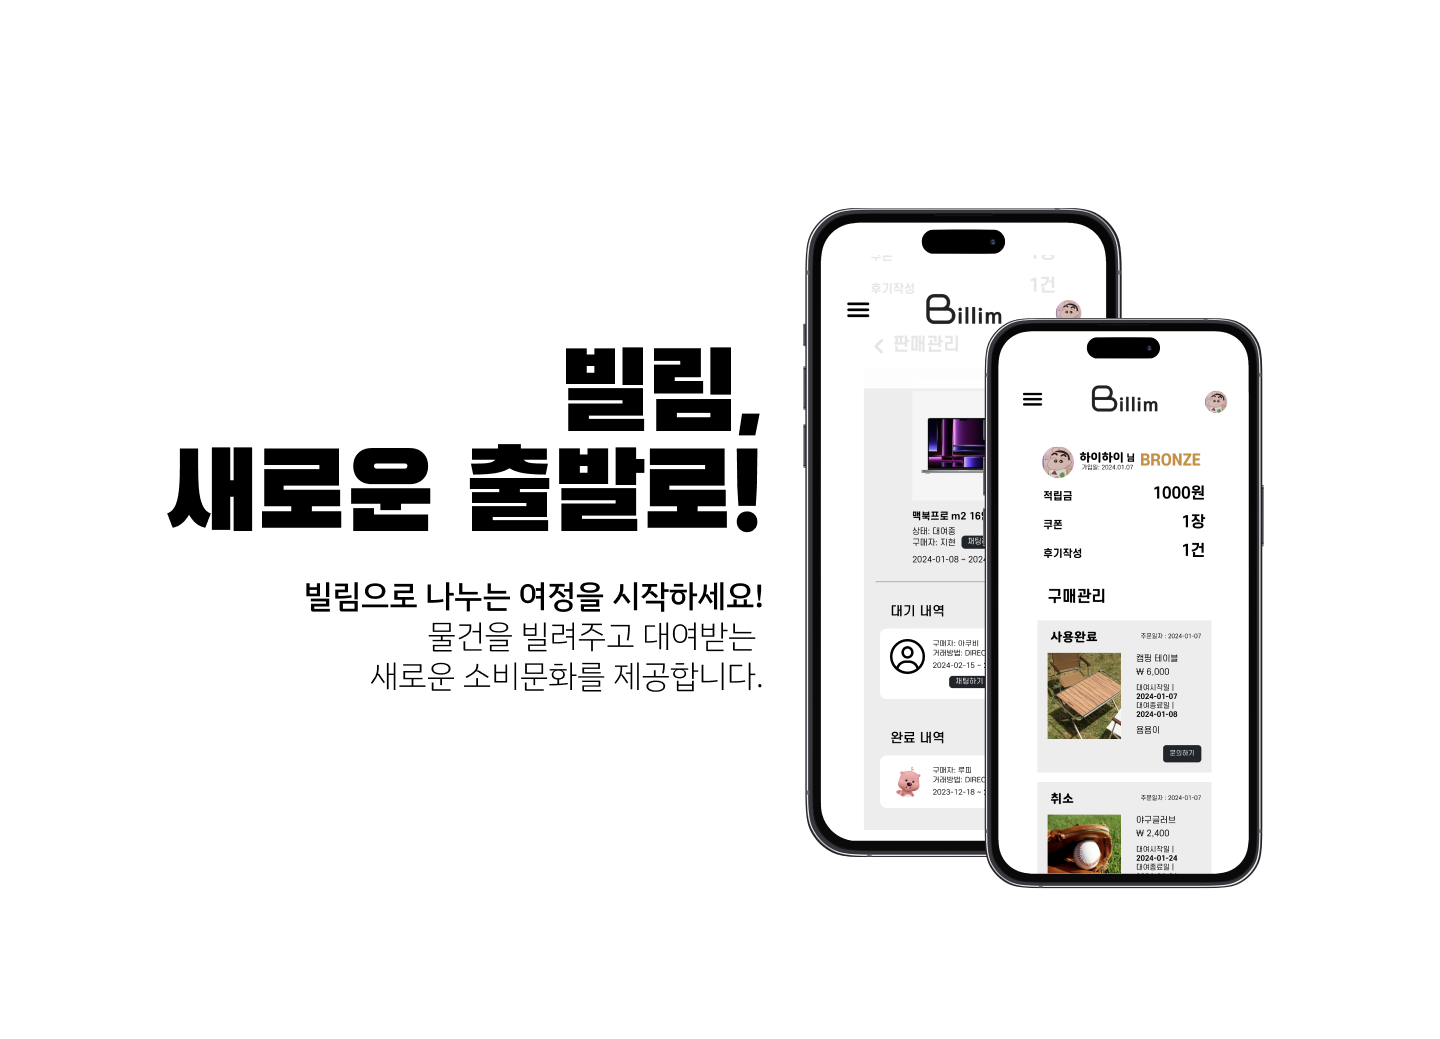 빌림,
새로운 출발로!
빌림으로 나누는 여정을 시작하세요!
물건을 빌려주고 대여받는
새로운 소비문화를 제공합니다.
후기작성 1건
Billim
판매관리
맥북프로 m2
상태: 대여중
구매자: 지현
2024-01-08 ~
대기 내역
구매자: 아쿠비
거래방법: DIREC
2024-02-15 ~
채팅하기
완료 내역
구매자: 루피
거래방법: DIREC
2023-12-18 ~
Billim
하이하이 님 BRONZE
가입일: 2024.01.07
적립금 1000원
쿠폰 1장
후기작성 1건
구매관리
사용완료 주문일자 : 2024-01-07
캠핑 테이블
₩ 6,000
대여시작일 |
2024-01-07
대여종료일 |
2024-01-08
욤욤이
문의하기
취소 주문일자 : 2024-01-07
야구글러브
₩ 2,400
대여시작일 |
2024-01-24
대여종료일 |